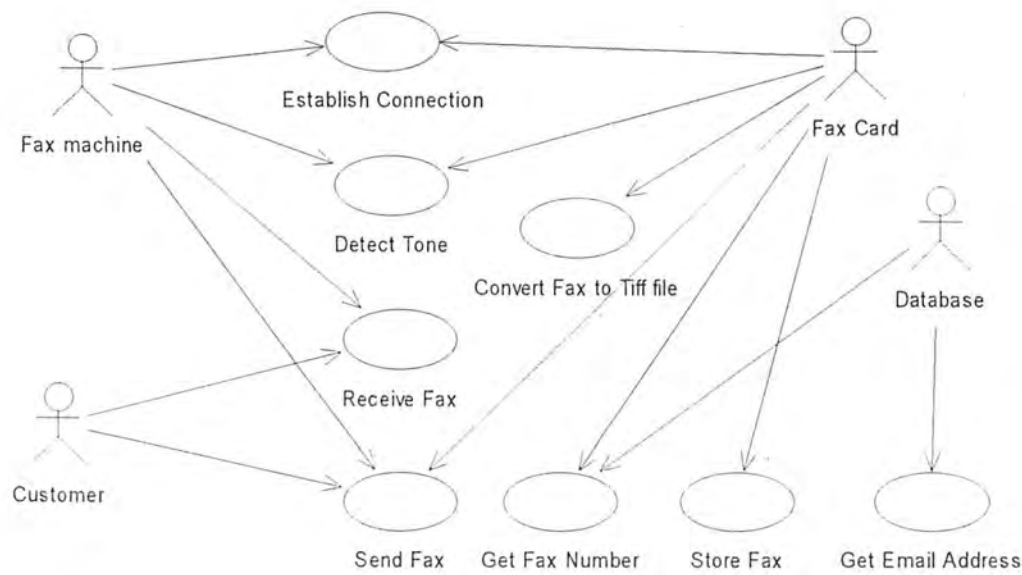 Establish Connection
Fax machine
Fax Card
Detect Tone
Convert Fax to Tiff file
Database
Receive Fax
Customer
Send Fax
Get Fax Number
Store Fax
Get Email Address